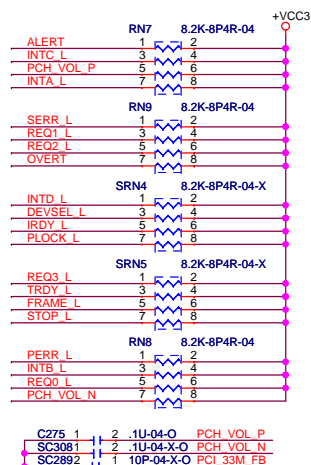 +VCC3
RN7 8.2K-8P4R-04
ALERT 1 2
INTC_L 3 4
PCH_VOL_P 5 6
INTA_L 7 8
RN9 8.2K-8P4R-04
SERR_L 1 2
REQ1_L 3 4
REQ2_L 5 6
OVERT 7 8
SRN4 8.2K-8P4R-04-X
INTD_L 1 2
DEVSEL_L 3 4
IRDY_L 5 6
PLOCK_L 7 8
SRN5 8.2K-8P4R-04-X
REQ3_L 1 2
TRDY_L 3 4
FRAME_L 5 6
STOP_L 7 8
RN8 8.2K-8P4R-04
PERR_L 1 2
INTB_L 3 4
REQ0_L 5 6
PCH_VOL_N 7 8
C275 1 2 .1U-04-O PCH_VOL_P
SC308 1 2 .1U-04-X-O PCH_VOL_N
SC289 2 1 10P-04-X-O PCI_33M_FB